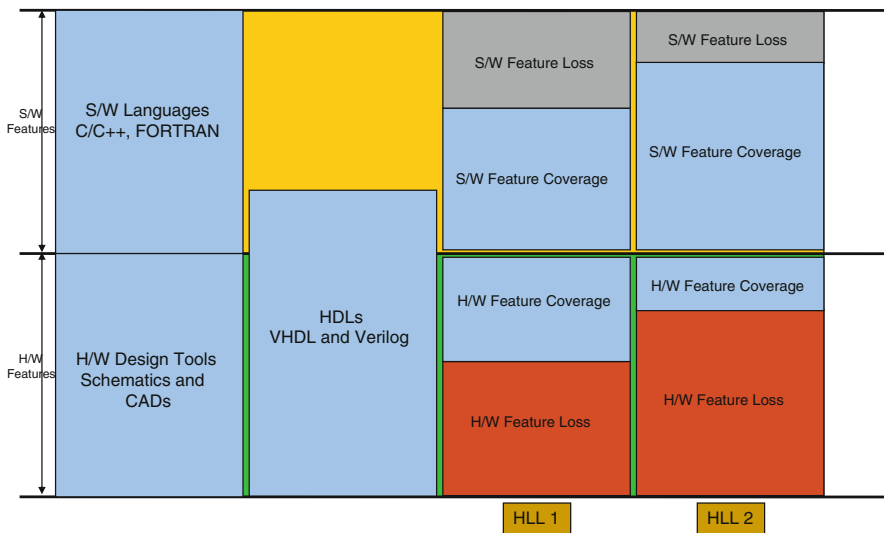 S/W
Features
S/W Languages
C/C++, FORTRAN
S/W Feature Loss
S/W Feature Loss
S/W Feature Coverage
S/W Feature Coverage
H/W
Features
H/W Design Tools
Schematics and
CADs
HDLs
VHDL and Verilog
H/W Feature Coverage
H/W Feature Coverage
H/W Feature Loss
H/W Feature Loss
HLL 1
HLL 2